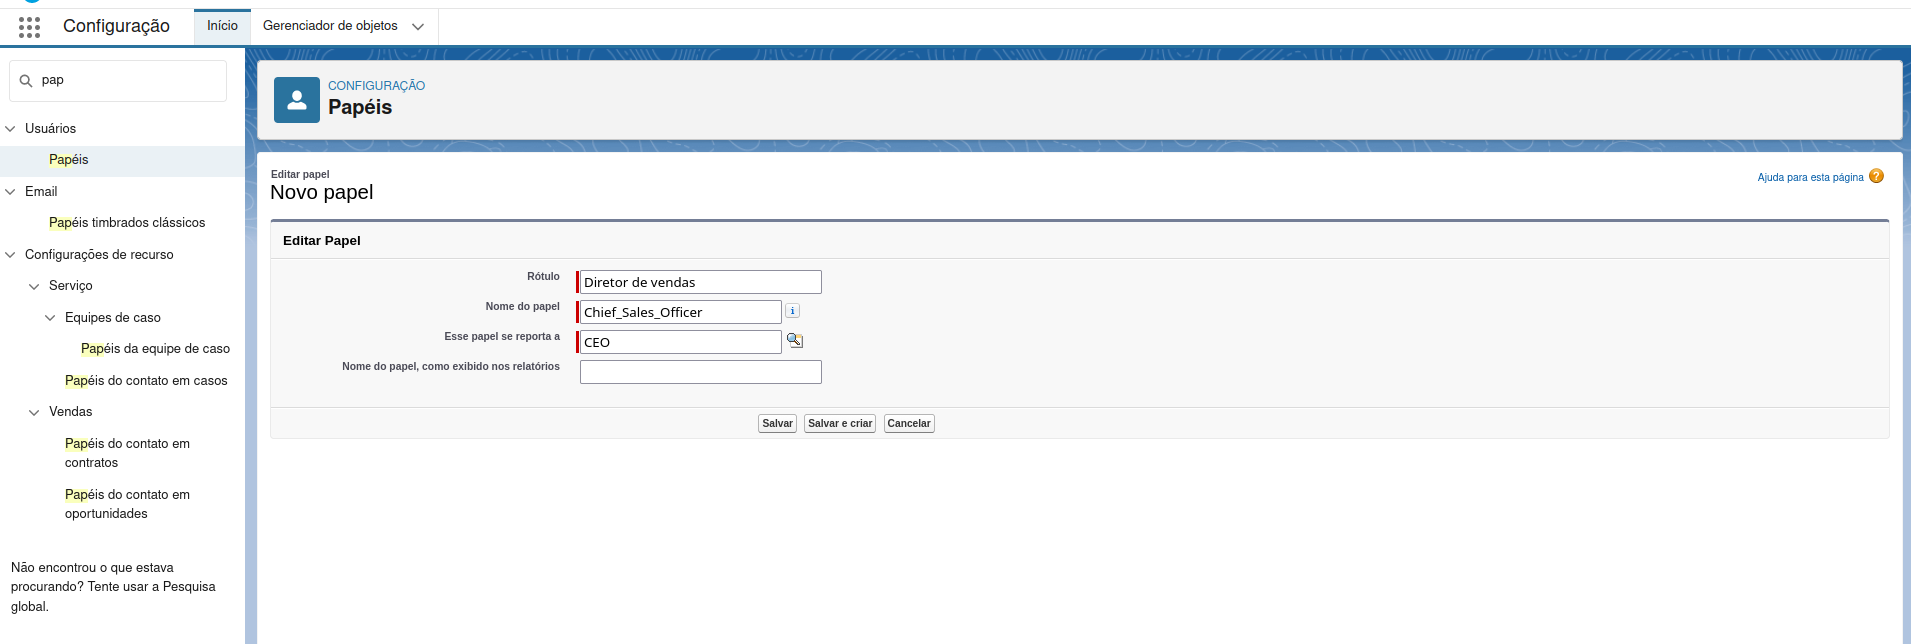 Configuração
Início
Gerenciador de objetos
pap
Usuários
Papéis
Email
Papéis timbrados clássicos
Configurações de recurso
Serviço
Equipes de caso
Papéis da equipe de caso
Papéis do contato em casos
Vendas
Papéis do contato em
contratos
Papéis do contato em
oportunidades
Não encontrou o que estava
procurando? Tente usar a Pesquisa
global.
CONFIGURAÇÃO
Papéis
Editar papel
Novo papel
Ajuda para esta página ?
Editar Papel
Rótulo Diretor de vendas
Nome do papel Chief_Sales_Officer i
Esse papel se reporta a CEO
Nome do papel, como exibido nos relatórios
Salvar Salvar e criar Cancelar